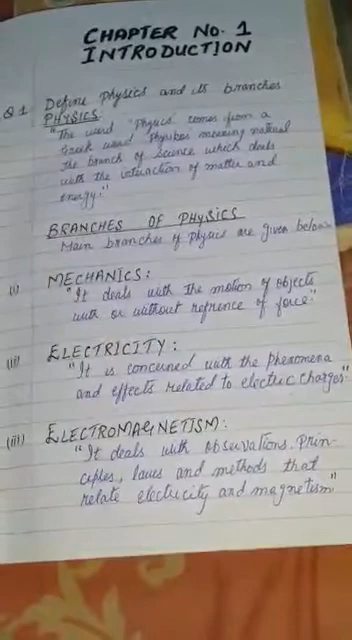 CHAPTER NO. 1
INTRODUCTION
Q 1 Define Physics and its branches
PHYSICS:
"The word 'Physics' comes from a
Greek word 'Physikos' meaning natural
the branch of science which deals
with the interaction of matter and
energy."
BRANCHES OF PHYSICS
Main branches of physics are given below.
(i) MECHANICS:
"It deals with the motion of objects
with or without refrence of force"
(ii) ELECTRICITY:
"It is concerned with the phenomena
and effects related to electric charges"
(iii) ELECTROMAGNETISM:
"It deals with observations, prin-
ciples, laws and methods that
relate electricity and magnetism"